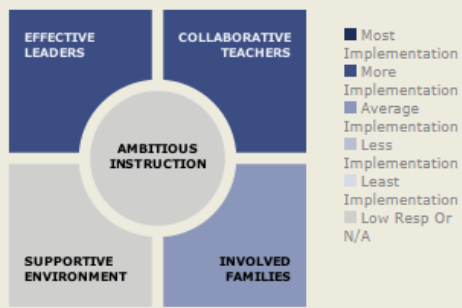 EFFECTIVE
LEADERS
COLLABORATIVE
TEACHERS
AMBITIOUS
INSTRUCTION
SUPPORTIVE
ENVIRONMENT
INVOLVED
FAMILIES
Most
Implementation
More
Implementation
Average
Implementation
Less
Implementation
Least
Implementation
Low Resp Or
N/A